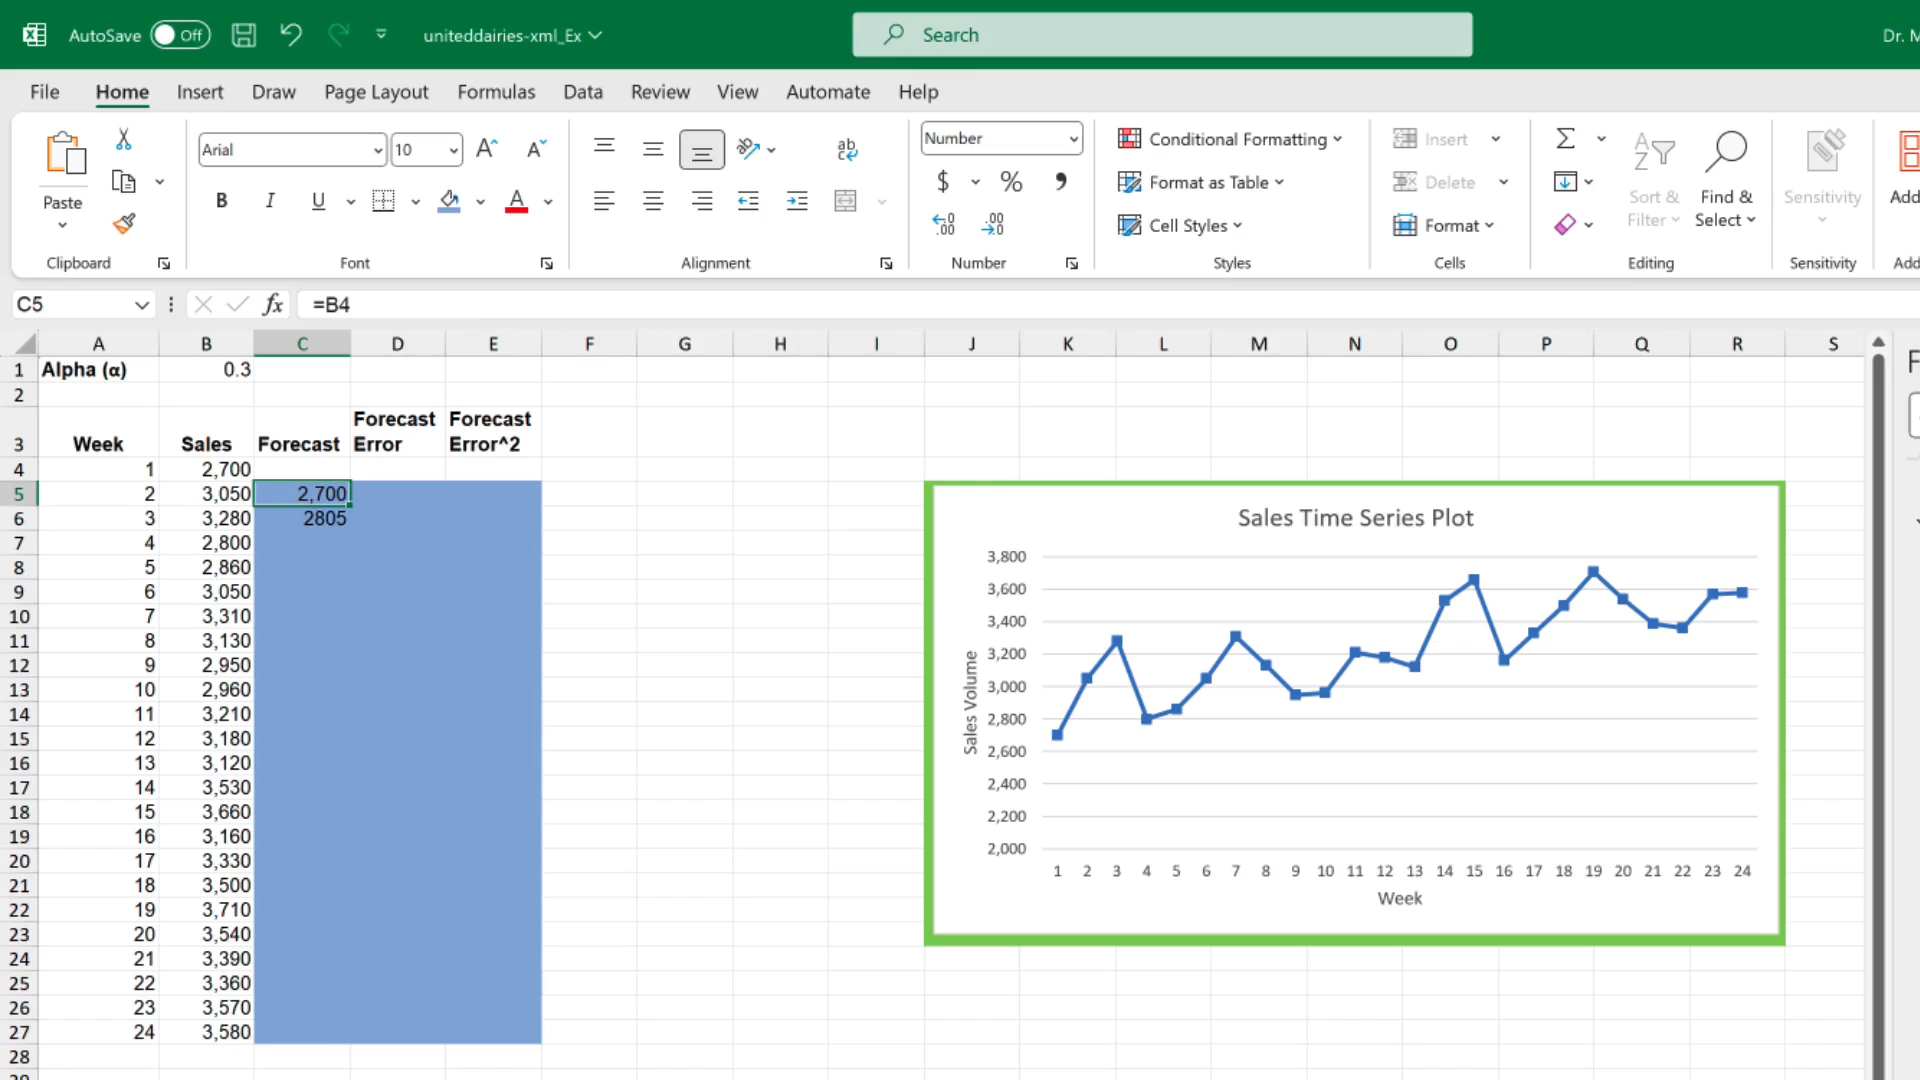 AutoSave Off uniteddairies-xml_Ex Search Dr. M
File Home Insert Draw Page Layout Formulas Data Review View Automate Help
Paste
Clipboard
Arial 10
B I U A
Font
ab
Alignment
Number
$ % 9
Number
Conditional Formatting
Format as Table
Cell Styles
Styles
Insert
Delete
Format
Cells
Σ
Sort & Filter
Find & Select
Editing
Sensitivity
Sensitivity
Add
Add
C5 fx =B4
A B C D E F G H I J K L M N O P Q R S
1 Alpha (α) 0.3
2
3 Week Sales Forecast Forecast Error Forecast Error^2
4 1 2,700
5 2 3,050 2,700
6 3 3,280 2805
7 4 2,800
8 5 2,860
9 6 3,050
10 7 3,310
11 8 3,130
12 9 2,950
13 10 2,960
14 11 3,210
15 12 3,180
16 13 3,120
17 14 3,530
18 15 3,660
19 16 3,160
20 17 3,330
21 18 3,500
22 19 3,710
23 20 3,540
24 21 3,390
25 22 3,360
26 23 3,570
27 24 3,580
28
Sales Time Series Plot
Sales Volume
3,800
3,600
3,400
3,200
3,000
2,800
2,600
2,400
2,200
2,000
1 2 3 4 5 6 7 8 9 10 11 12 13 14 15 16 17 18 19 20 21 22 23 24
Week